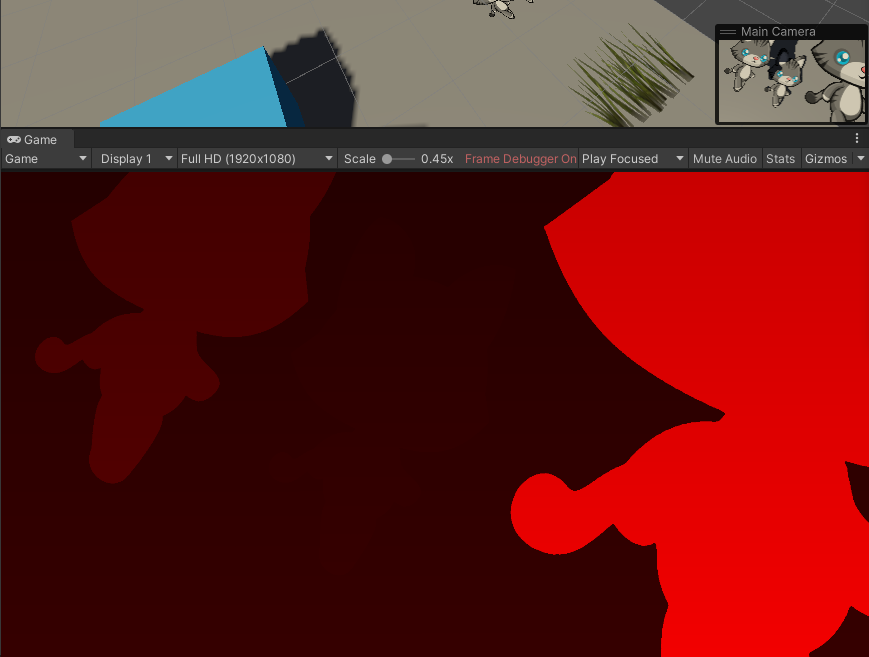 Main Camera
Game
Game Display 1 Full HD (1920x1080) Scale 0.45x Frame Debugger On Play Focused Mute Audio Stats Gizmos